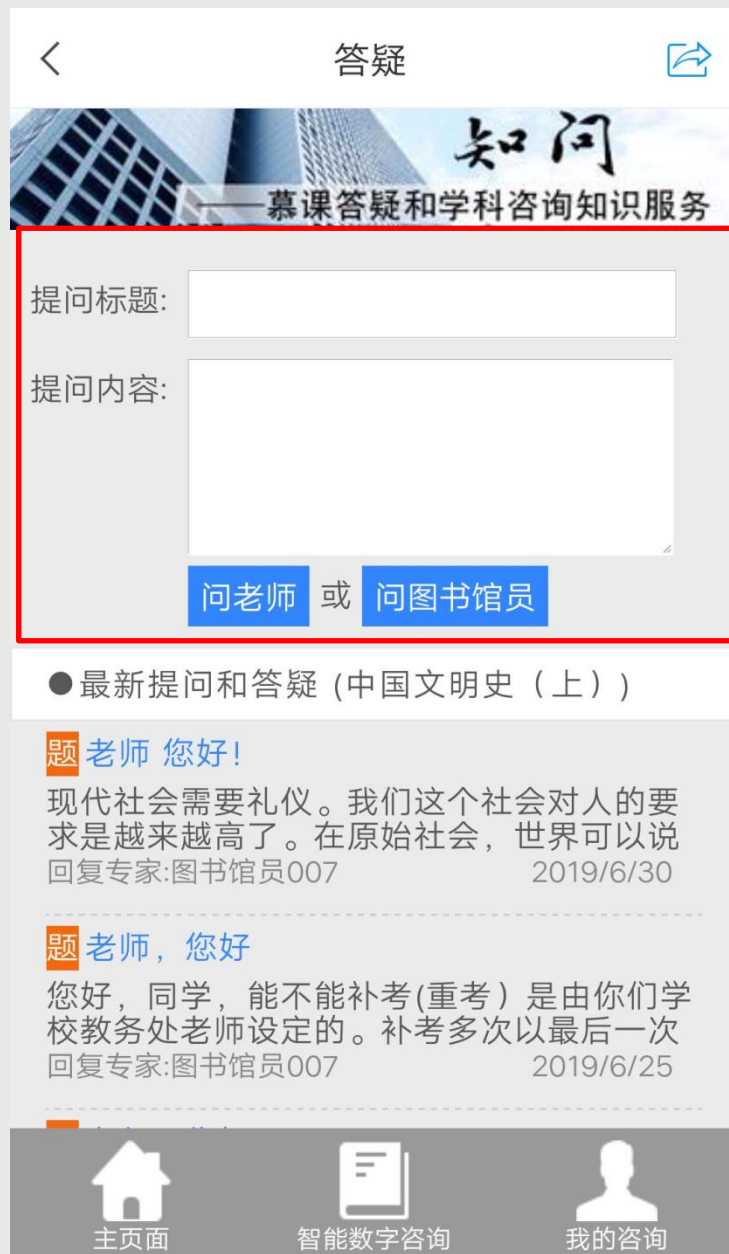 答疑
知问
——慕课答疑和学科咨询知识服务
提问标题:
提问内容:
问老师 或 问图书馆员
●最新提问和答疑 (中国文明史（上）)
题 老师 您好!
现代社会需要礼仪。我们这个社会对人的要
求是越来越高了。在原始社会，世界可以说
回复专家:图书馆员007 2019/6/30
题 老师，您好
您好，同学，能不能补考(重考）是由你们学
校教务处老师设定的。补考多次以最后一次
回复专家:图书馆员007 2019/6/25
主页面 智能数字咨询 我的咨询